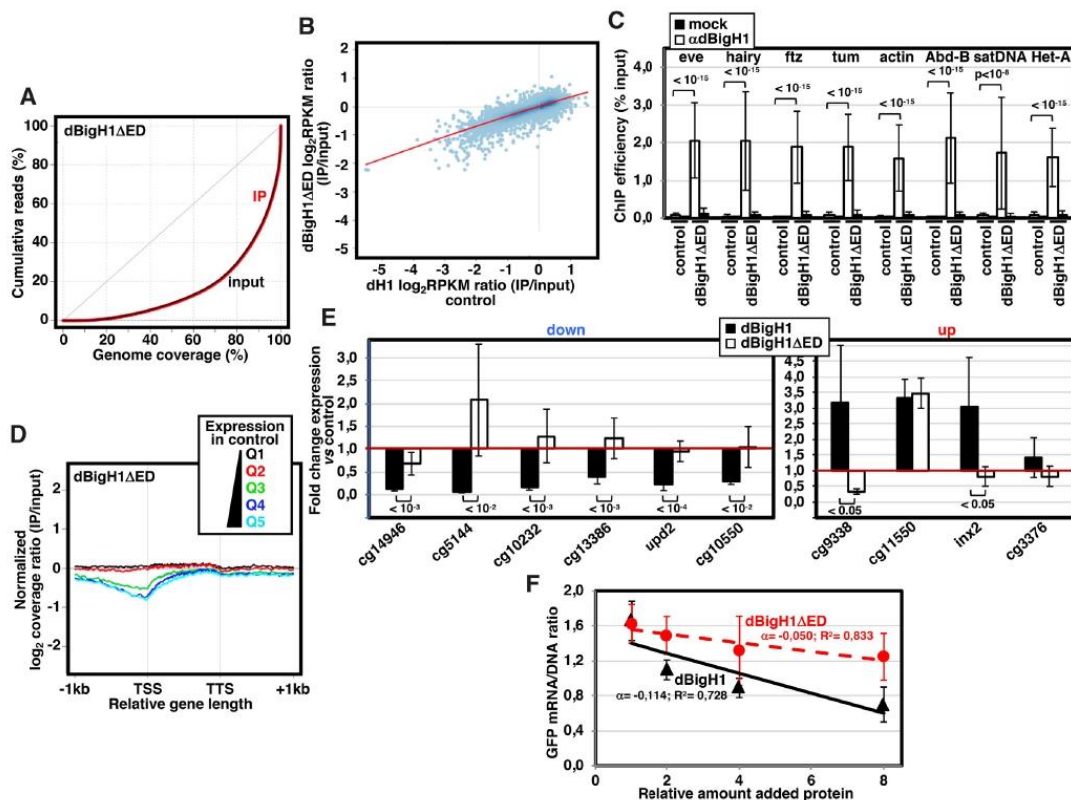 A
dBigH1ΔED
Cumulativa reads (%)
100
80
60
40
20
0
IP
Input
0 20 40 60 80 100
Genome coverage (%)
B
dBigH1ΔED log2RPKM ratio
(IP/input)
2
1
0
-1
-2
-3
-4
-5
-5 -4 -3 -2 -1 0 1
dH1 log2RPKM ratio (IP/input)
control
C
mock
αdBigH1
eve hairy ftz tum actin Abd-B satDNA Het-A
ChIP efficiency (% input)
4,0
3,0
2,0
1,0
0,0
< 10-15
< 10-15
< 10-15
< 10-15
< 10-15
< 10-15
p<10-8
< 10-15
control
dBigH1ΔED
control
dBigH1ΔED
control
dBigH1ΔED
control
dBigH1ΔED
control
dBigH1ΔED
control
dBigH1ΔED
control
dBigH1ΔED
control
dBigH1ΔED
D
dBigH1ΔED
Expression
in control
Q1
Q2
Q3
Q4
Q5
Normalized
log2 coverage ratio (IP/input)
2
1
0
-1
-2
-1kb TSS TTS +1kb
Relative gene length
E
down
dBigH1
dBigH1ΔED
up
Fold change expression
vs control
3,0
2,5
2,0
1,5
1,0
0,5
0,0
< 10-3
< 10-2
< 10-3
< 10-3
< 10-4
< 10-2
cg14946
cg5144
cg10232
cg13386
upd2
cg10550
4,5
4,0
3,5
3,0
2,5
2,0
1,5
1,0
0,5
0,0
< 0.05
< 0.05
cg9338
cg11550
Inx2
cg3376
F
GFP mRNA/DNA ratio
2,0
1,6
1,2
0,8
0,4
0,0
dBigH1ΔED
α= -0,050; R2= 0,833
dBigH1
α= -0,114; R2= 0,728
0 2 4 6 8
Relative amount added protein